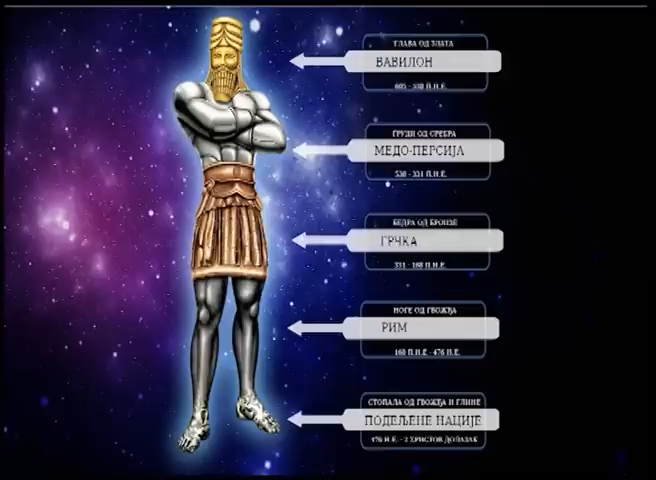 ГЛАВА ОД ЗЛАТА
ВАВИЛОН
605 - 538 П.Н.Е.
ГРУДИ ОД СРЕБРА
МЕДО-ПЕРСИЈА
538 - 331 П.Н.Е.
БЕДРА ОД БРОНЗЕ
ГРЧКА
331 - 168 П.Н.Е.
НОГЕ ОД ГВОЖЂА
РИМ
168 П.Н.Е - 476 Н.Е.
СТОПАЛА ОД ГВОЖЂА И ГЛИНЕ
ПОДЕЉЕНЕ НАЦИЈЕ
476 Н.Е. - 2 ХРИСТОВ ДОЛАЗАК